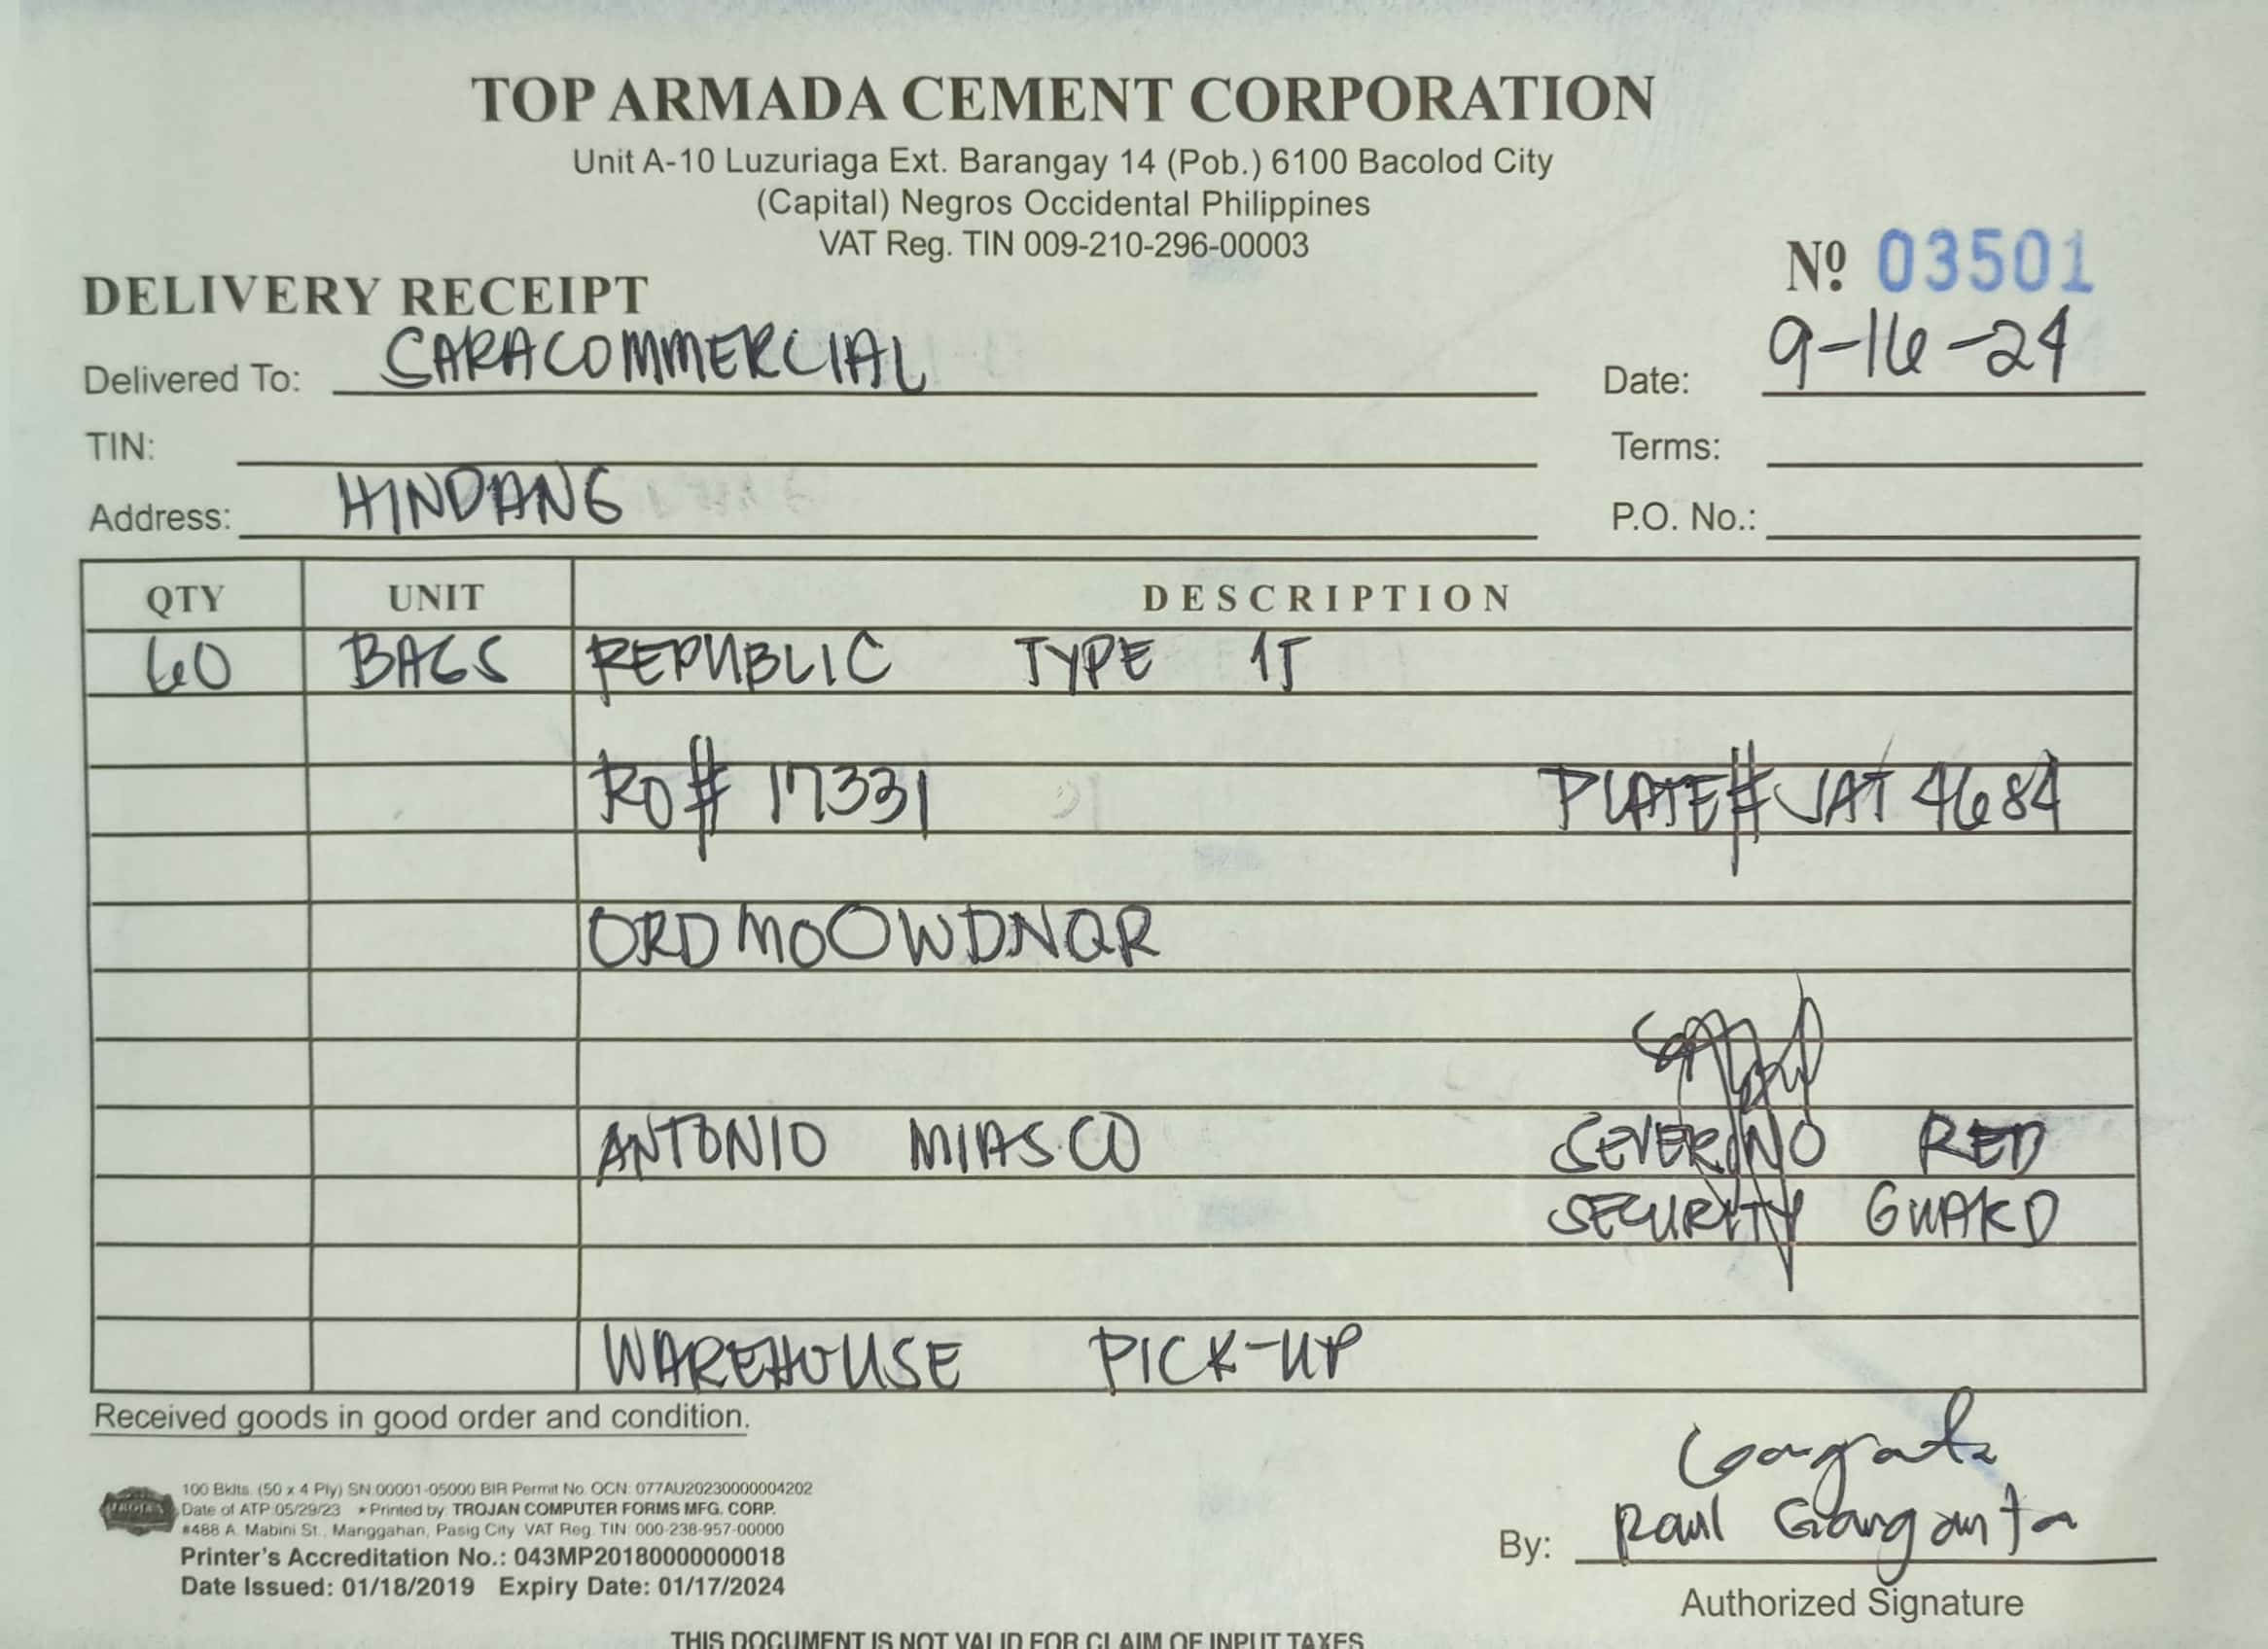 TOP ARMADA CEMENT CORPORATION
Unit A-10 Luzuriaga Ext. Barangay 14 (Pob.) 6100 Bacolod City
(Capital) Negros Occidental Philippines
VAT Reg. TIN 009-210-296-00003
Nº 03501
DELIVERY RECEIPT
Delivered To: CARACOMMERCIAL Date: 9-16-24
TIN: Terms:
Address: HINDANG P.O. No.:
QTY UNIT DESCRIPTION
60 BAGS REPUBLIC TYPE 1T
RO# 17331 PLATE# VAT 4684
ORDM0OWDNQR
ANTONIO MIASCO SEVERINO RED
SECURITY GUARD
WAREHOUSE PICK-UP
Received goods in good order and condition.
100 Bklts. (50 x 4 Ply) SN 00001-05000 BIR Permit No. OCN: 077AU20230000004202
Date of ATP 05/29/23 * Printed by: TROJAN COMPUTER FORMS MFG. CORP.
#488 A. Mabini St., Manggahan, Pasig City VAT Reg. TIN: 000-238-957-00000
Printer's Accreditation No.: 043MP20180000000018
Date Issued: 01/18/2019 Expiry Date: 01/17/2024
By: Raul Gangonta
Authorized Signature
THIS DOCUMENT IS NOT VALID FOR CLAIM OF INPUT TAXES